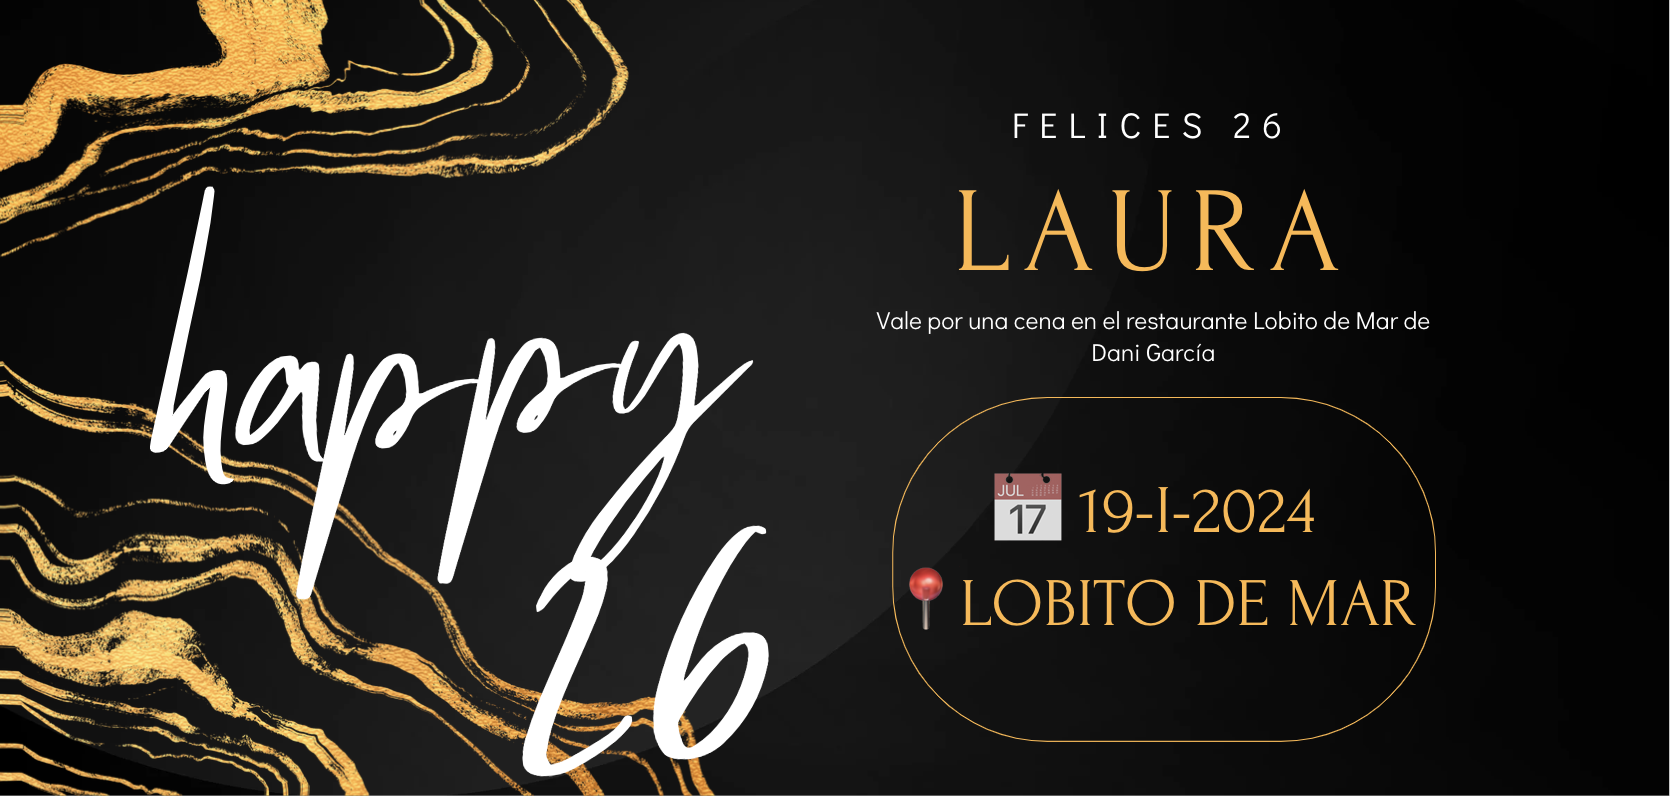 happy
26
FELICES 26
LAURA
Vale por una cena en el restaurante Lobito de Mar de
Dani García
JUL
17
19-I-2024
LOBITO DE MAR